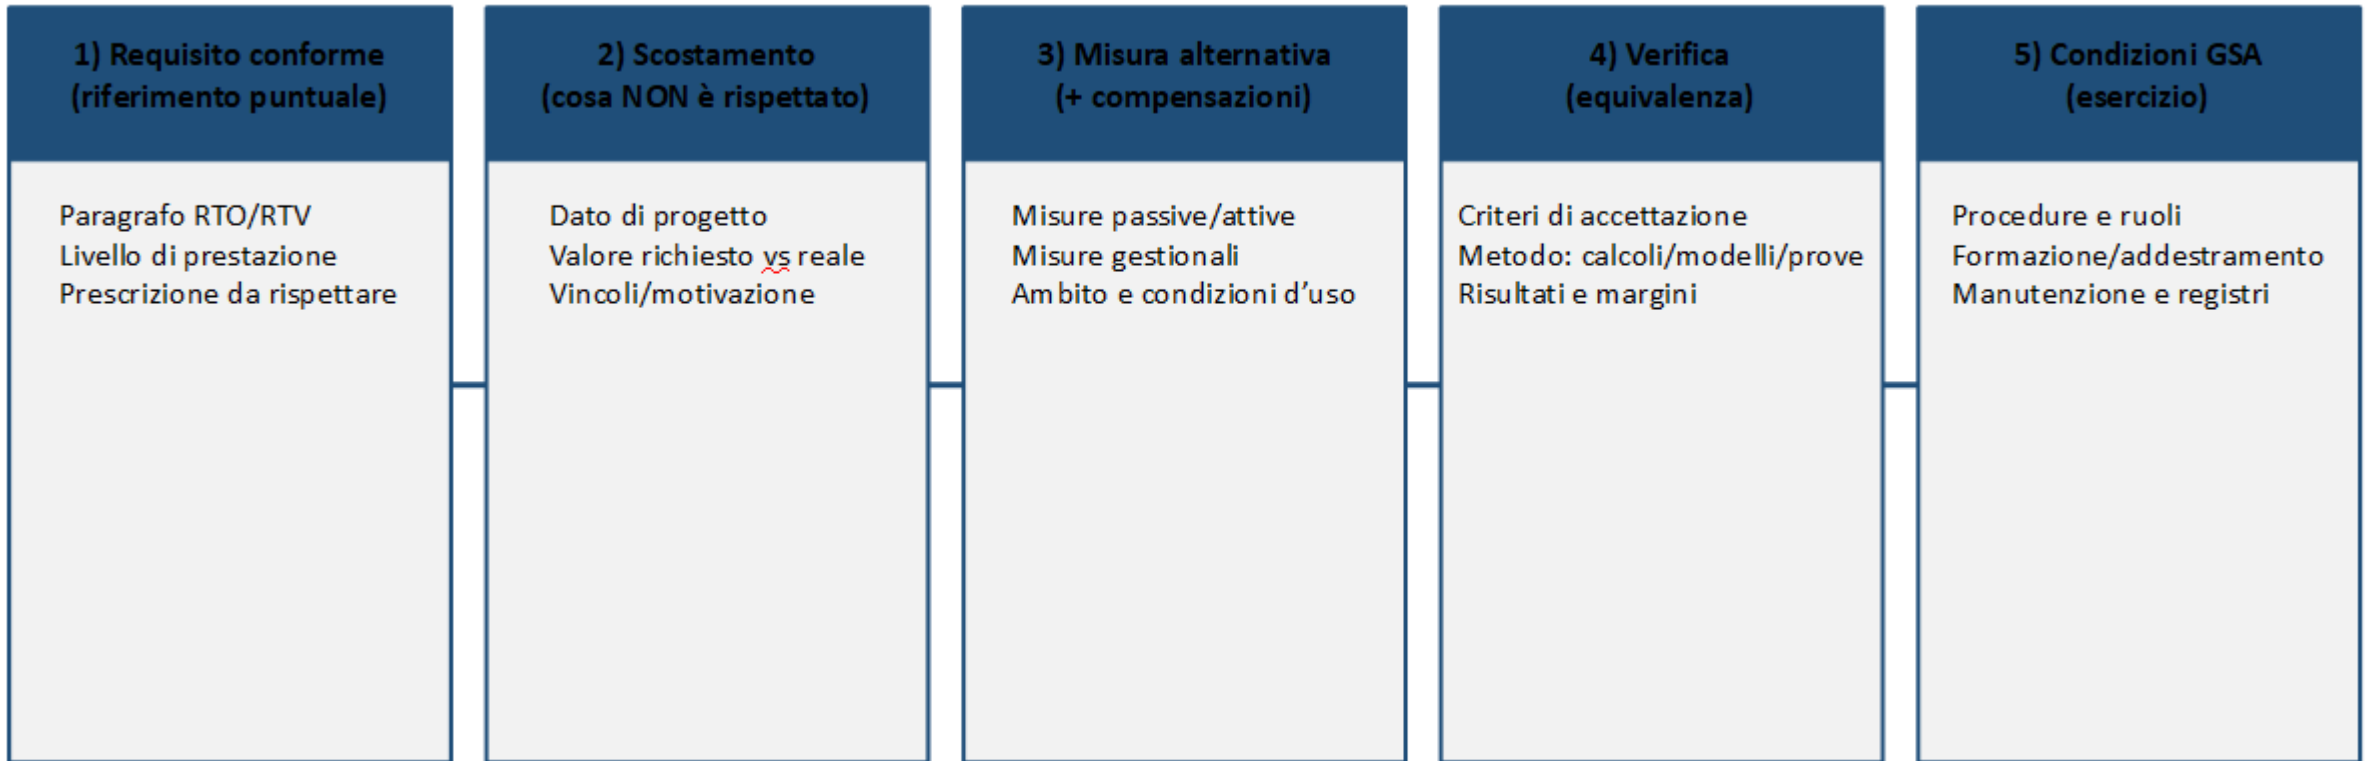 1) Requisito conforme
(riferimento puntuale)
Paragrafo RTO/RTV
Livello di prestazione
Prescrizione da rispettare
2) Scostamento
(cosa NON è rispettato)
Dato di progetto
Valore richiesto vs reale
Vincoli/motivazione
3) Misura alternativa
(+ compensazioni)
Misure passive/attive
Misure gestionali
Ambito e condizioni d’uso
4) Verifica
(equivalenza)
Criteri di accettazione
Metodo: calcoli/modelli/prove
Risultati e margini
5) Condizioni GSA
(esercizio)
Procedure e ruoli
Formazione/addestramento
Manutenzione e registri